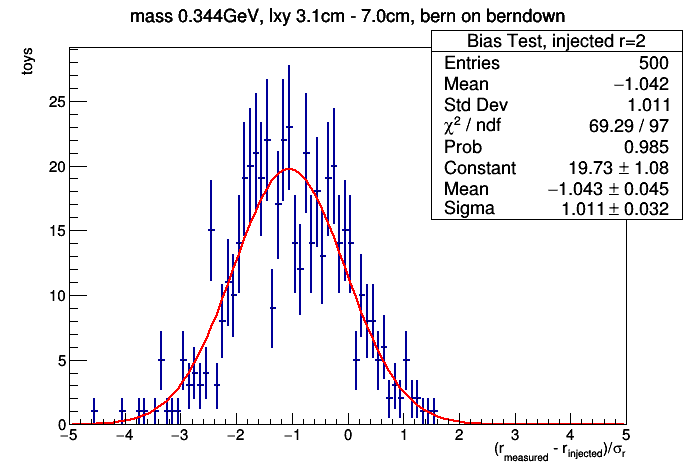 mass 0.344GeV, lxy 3.1cm - 7.0cm, bern on berndown
toys
Bias Test, injected r=2
Entries 500
Mean −1.042
Std Dev 1.011
χ² / ndf 69.29 / 97
Prob 0.985
Constant 19.73 ± 1.08
Mean −1.043 ± 0.045
Sigma 1.011 ± 0.032
25
20
15
10
5
0
−5 −4 −3 −2 −1 0 1 2 3 4 5
(r_measured - r_injected)/σ_r